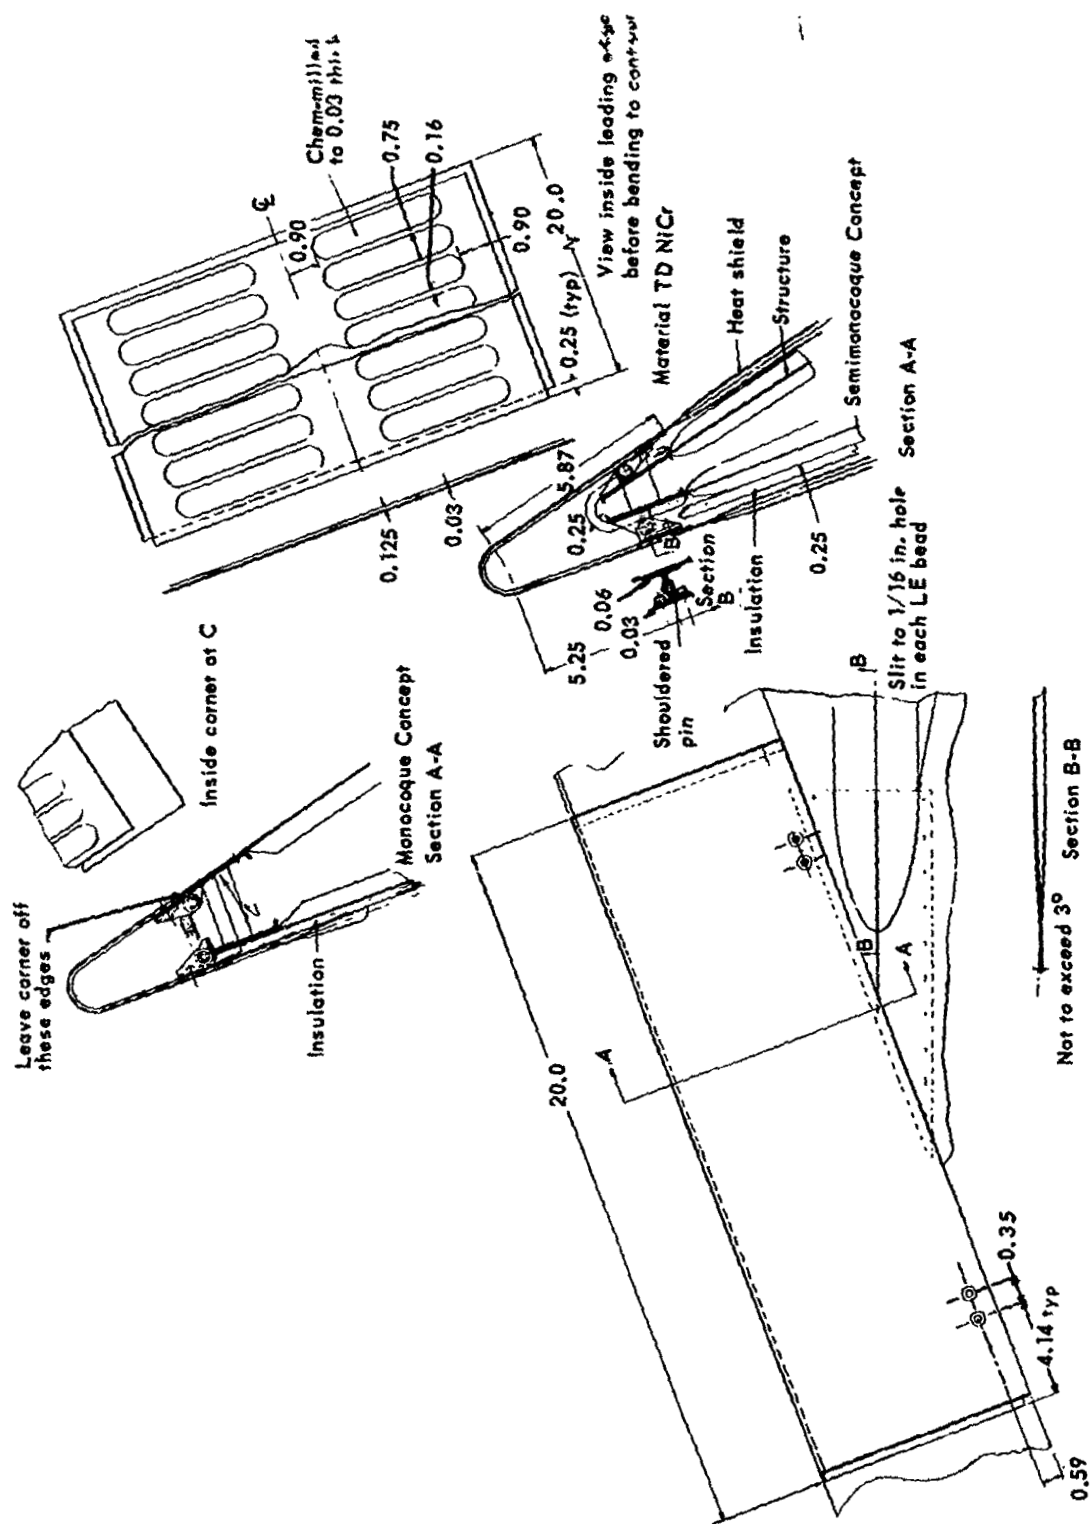 Chem-milled
to 0.03 thick
0.75
0.16
℄
0.90
0.90
20.0
0.25 (typ)
View inside leading edge
before bending to contour
Material TD NiCr
Heat shield
Structure
Semimonocoque Concept
Section A-A
0.125
0.03
5.87
0.25
B
Section
B
Insulation
0.25
5.25
0.06
0.03
Shouldered
pin
Slit to 1/16 in. hole
in each LE bead
Inside corner at C
Leave corner off
these edges
Monocoque Concept
Section A-A
Insulation
20.0
A
A
B
B
0.35
4.14 typ
0.59
Not to exceed 3°
Section B-B